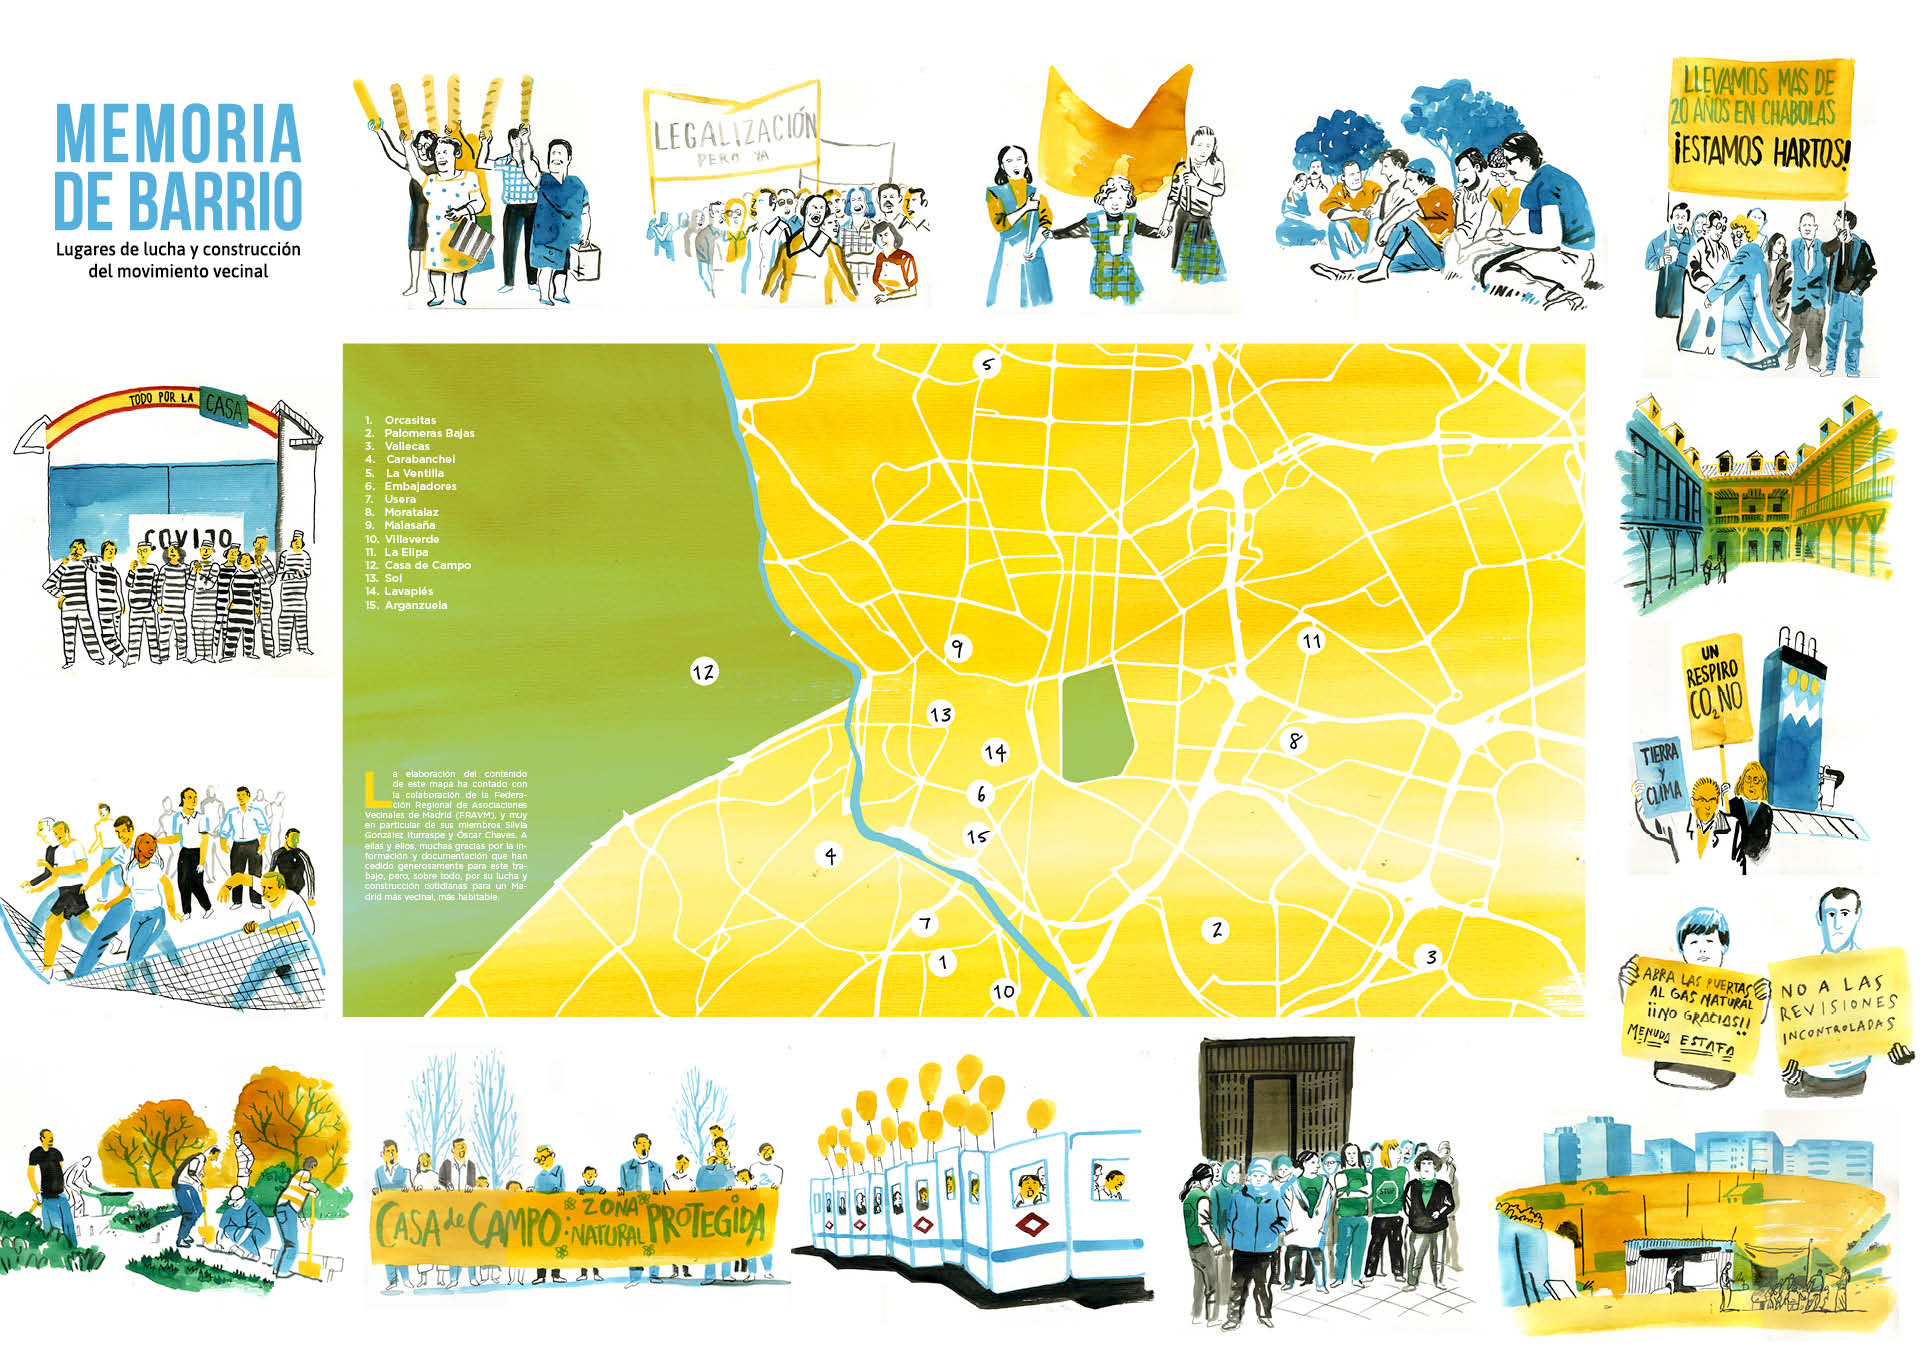 MEMORIA
DE BARRIO
Lugares de lucha y construcción
del movimiento vecinal
LEGALIZACIÓN
PERO YA
LLEVAMOS MAS DE
20 AÑOS EN CHABOLAS
¡ESTAMOS HARTOS!
TODO POR LA CASA
COVIJO
1. Orcasitas
2. Palomeras Bajas
3. Vallecas
4. Carabanchel
5. La Ventilla
6. Embajadores
7. Usera
8. Moratalaz
9. Malasaña
10. Villaverde
11. La Elipa
12. Casa de Campo
13. Sol
14. Lavapiés
15. Arganzuela
5
9
11
12
13
14
8
6
15
4
7
2
1
3
10
La elaboración del contenido
de este mapa ha contado con
la colaboración de la Federa-
ción Regional de Asociaciones
Vecinales de Madrid (FRAVM), y muy
en particular de sus miembros Silvia
González Iturraspe y Óscar Chaves. A
ellas y ellos, muchas gracias por la in-
formación y documentación que han
cedido generosamente para este tra-
bajo, pero, sobre todo, por su lucha y
construcción cotidianas para un Ma-
drid más vecinal, más habitable.
UN
RESPIRO
CO2NO
TIERRA
Y
CLIMA
ABRA LAS PUERTAS
AL GAS NATURAL
¡¡NO GRACIAS!!
MENUDA ESTAFA
NO A LAS
REVISIONES
INCONTROLADAS
CASA de CAMPO: ZONA NATURAL PROTEGIDA
STOP